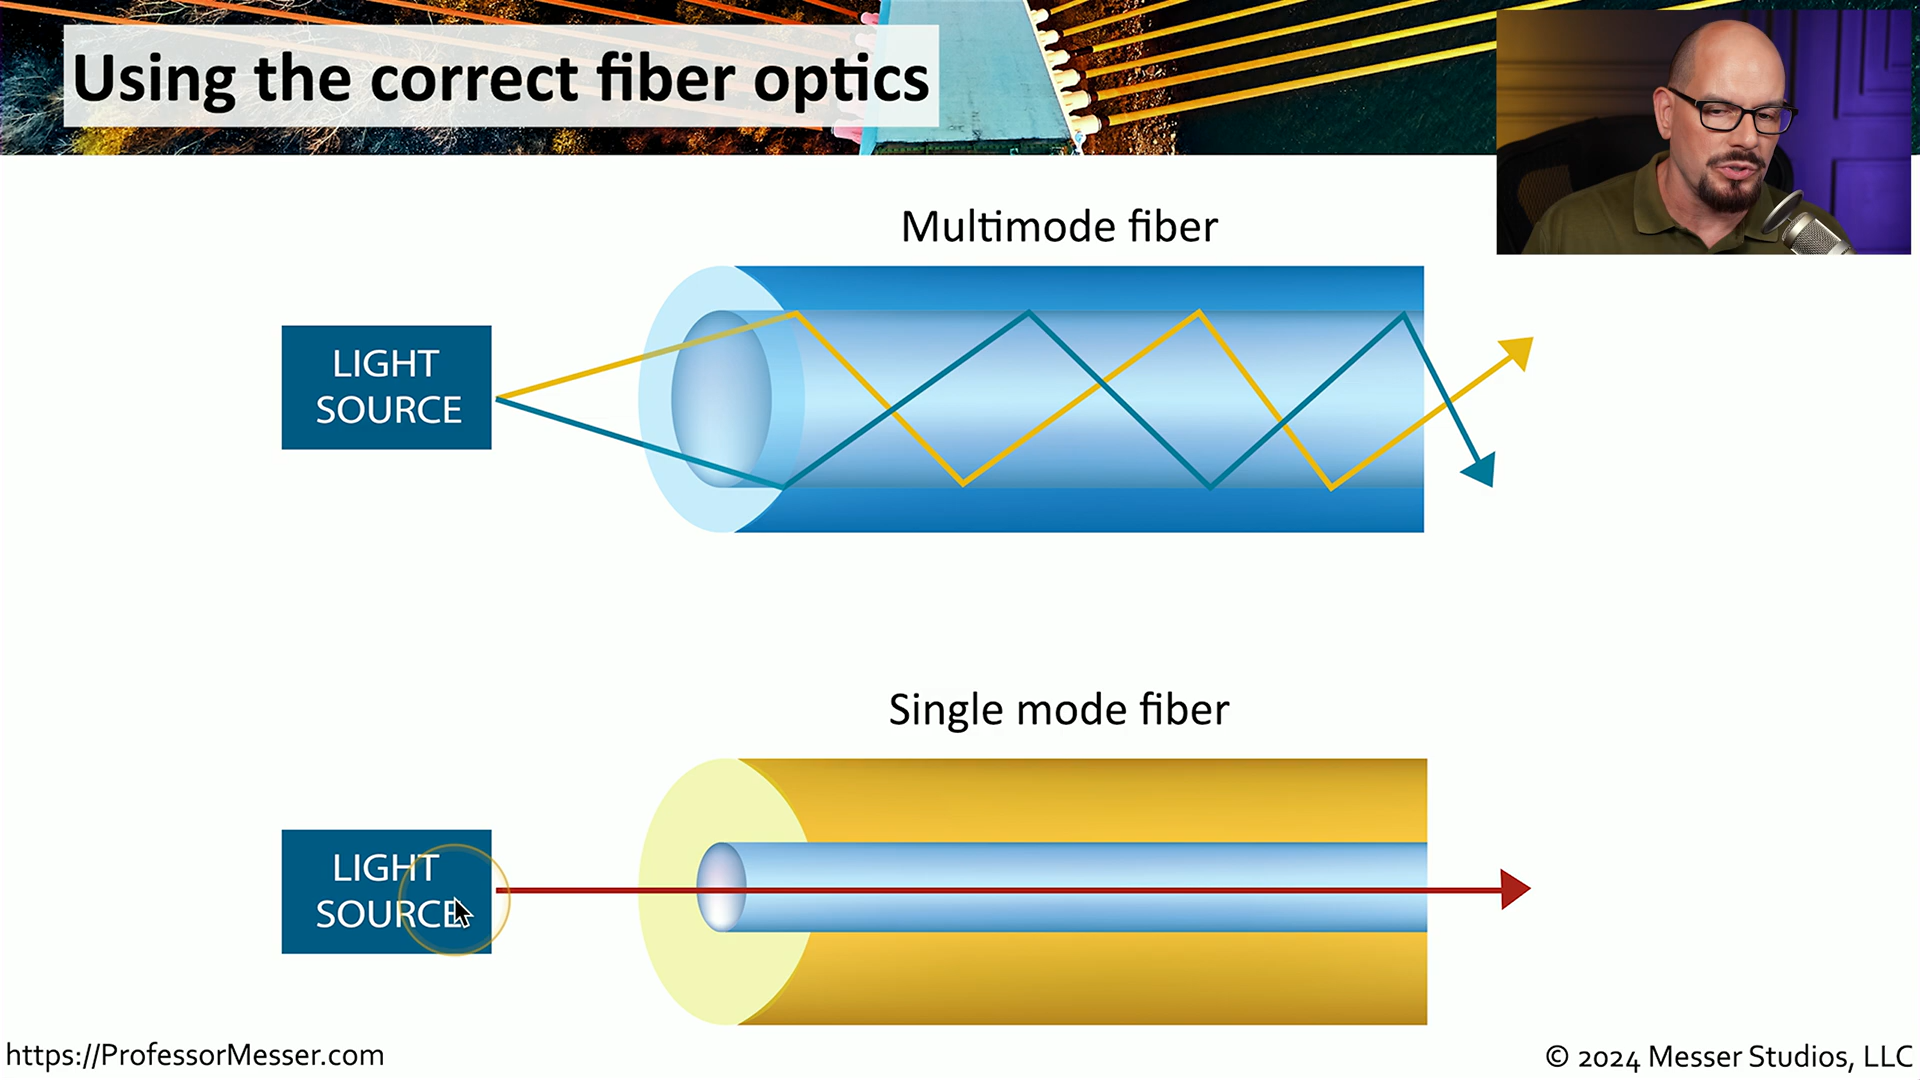 Using the correct fiber optics
Multimode fiber
LIGHT
SOURCE
Single mode fiber
LIGHT
SOURCE
https://ProfessorMesser.com
© 2024 Messer Studios, LLC